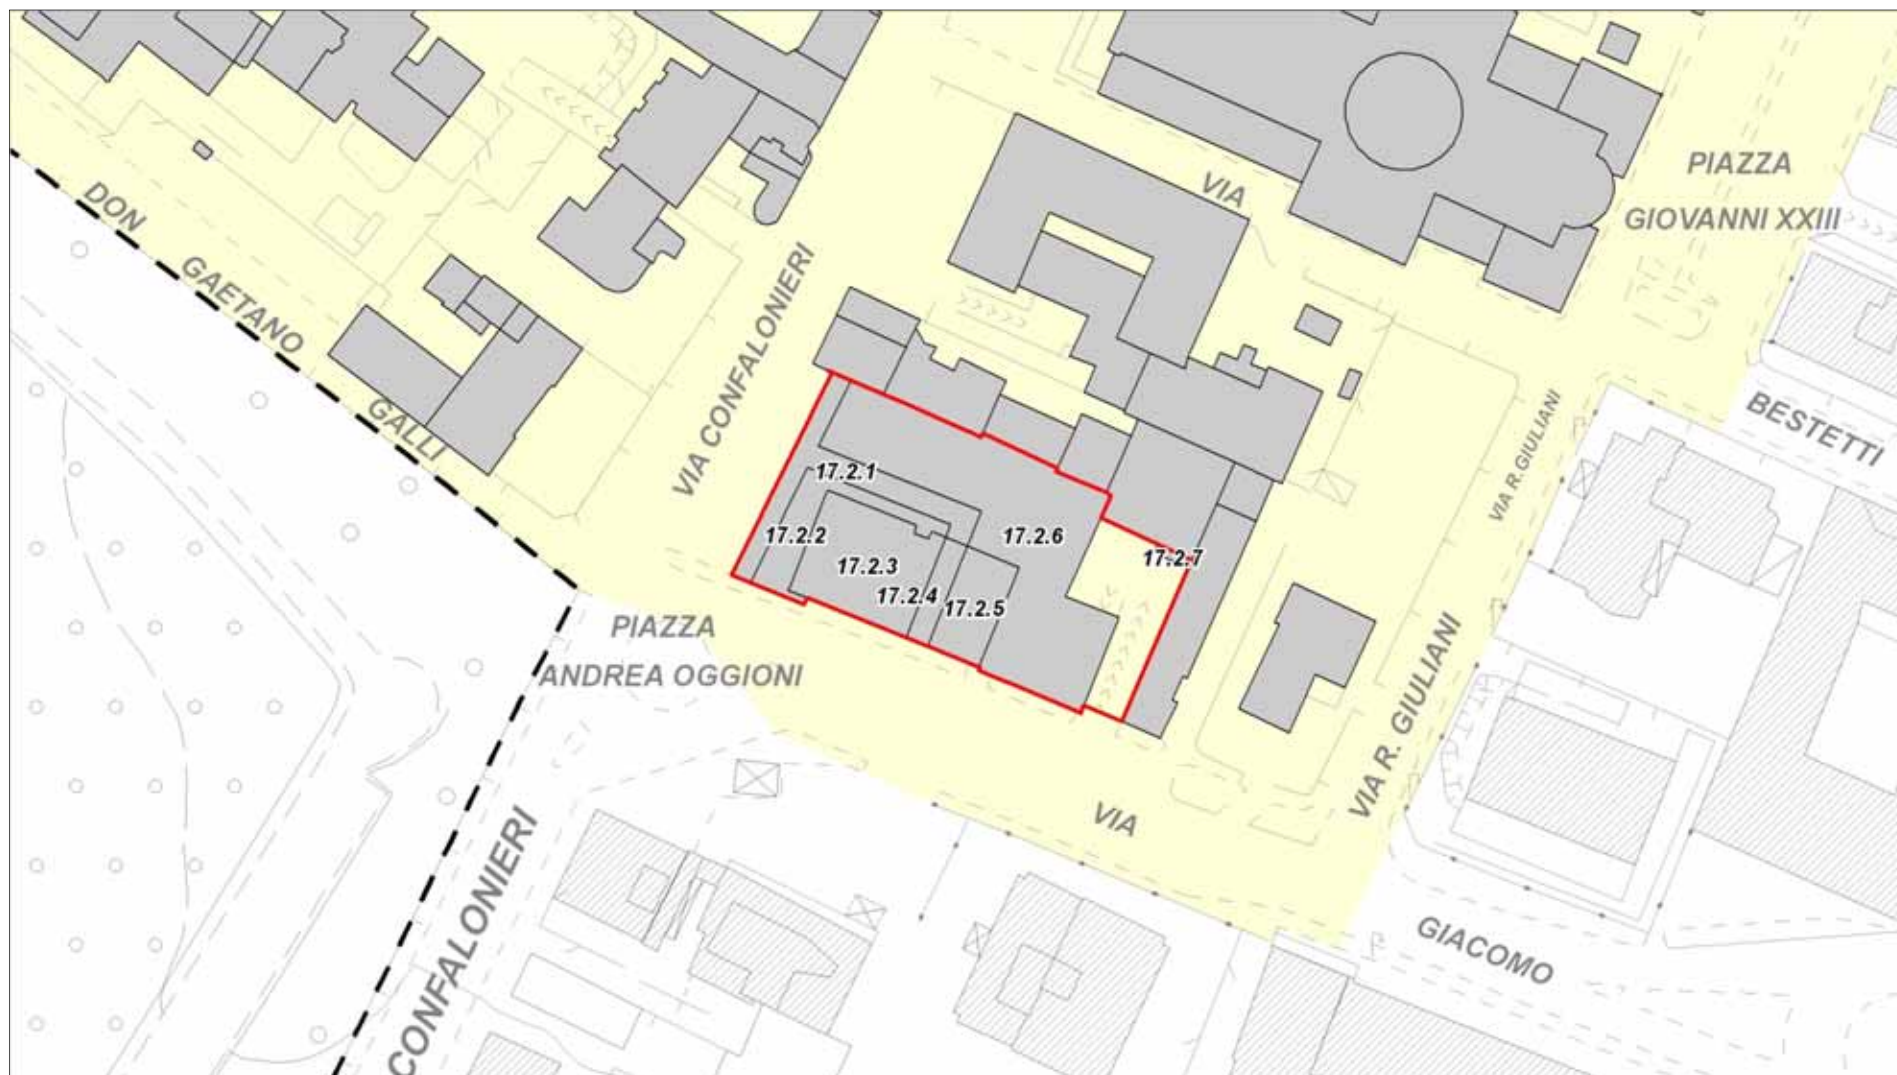 VIA
PIAZZA
GIOVANNI XXIII
DON
GAETANO
GALLI
VIA CONFALONIERI
VIA R.GIULIANI
BESTETTI
17.2.1
17.2.2
17.2.3
17.2.4
17.2.5
17.2.6
17.2.7
PIAZZA
ANDREA OGGIONI
VIA R. GIULIANI
VIA
GIACOMO
CONFALONIERI